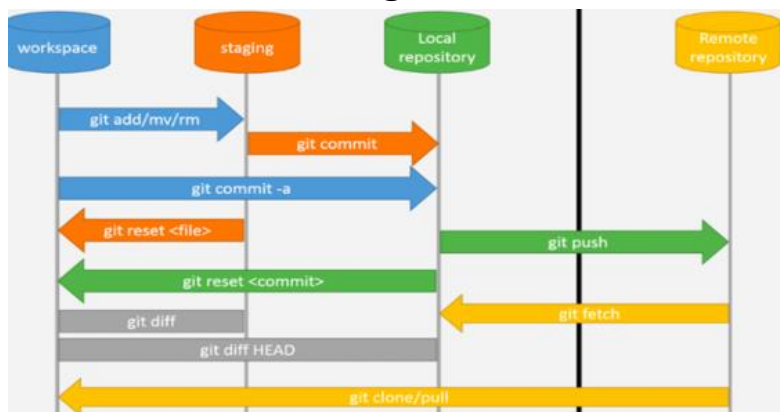 workspace
staging
Local
repository
Remote
repository
git add/mv/rm
git commit
git commit -a
git reset <file>
git push
git reset <commit>
git diff
git fetch
git diff HEAD
git clone/pull